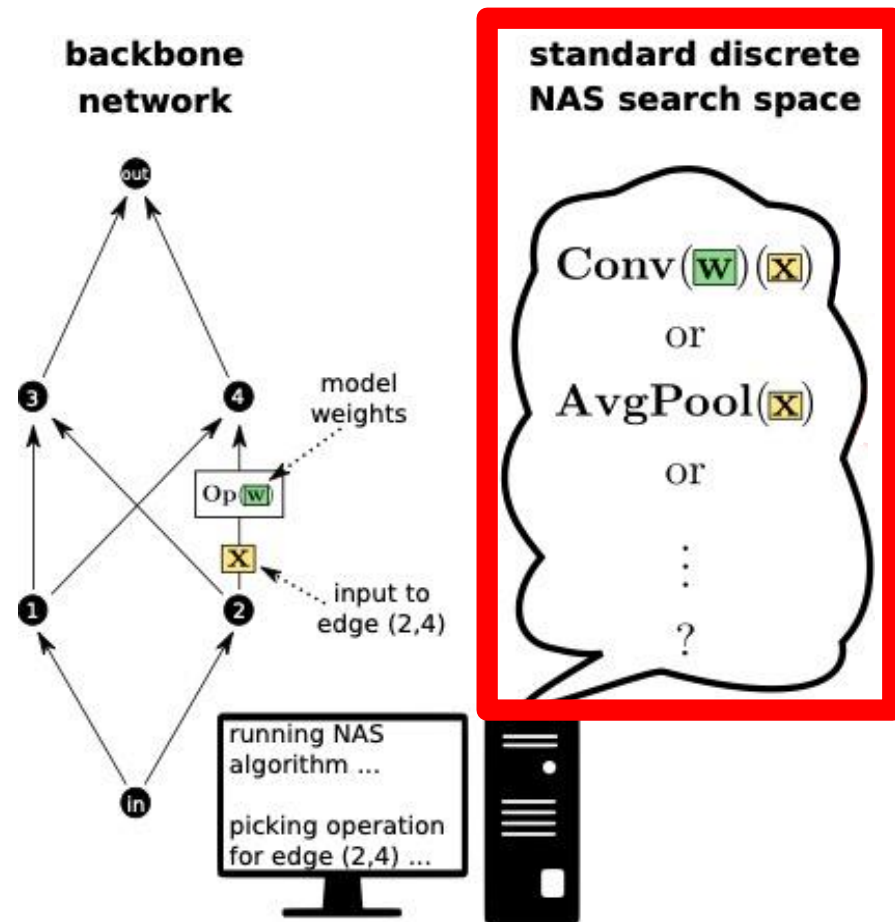 backbone
network
out
3
4
model
weights
Op(w)
x
1
2
input to
edge (2,4)
in
running NAS
algorithm ...
picking operation
for edge (2,4) ...
standard discrete
NAS search space
Conv(w)(x)
or
AvgPool(x)
or
⋮
?